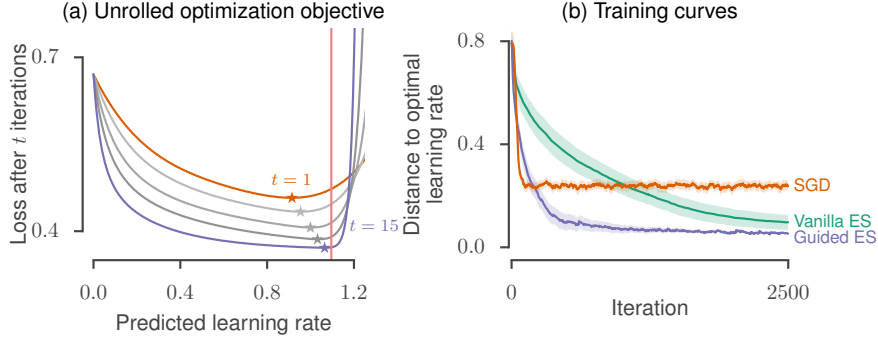 (a) Unrolled optimization objective
Loss after t iterations
0.7
0.4
t = 1
t = 15
0.0 0.4 0.8 1.2
Predicted learning rate
(b) Training curves
Distance to optimal
learning rate
0.8
0.4
0.0
SGD
Vanilla ES
Guided ES
0 2500
Iteration